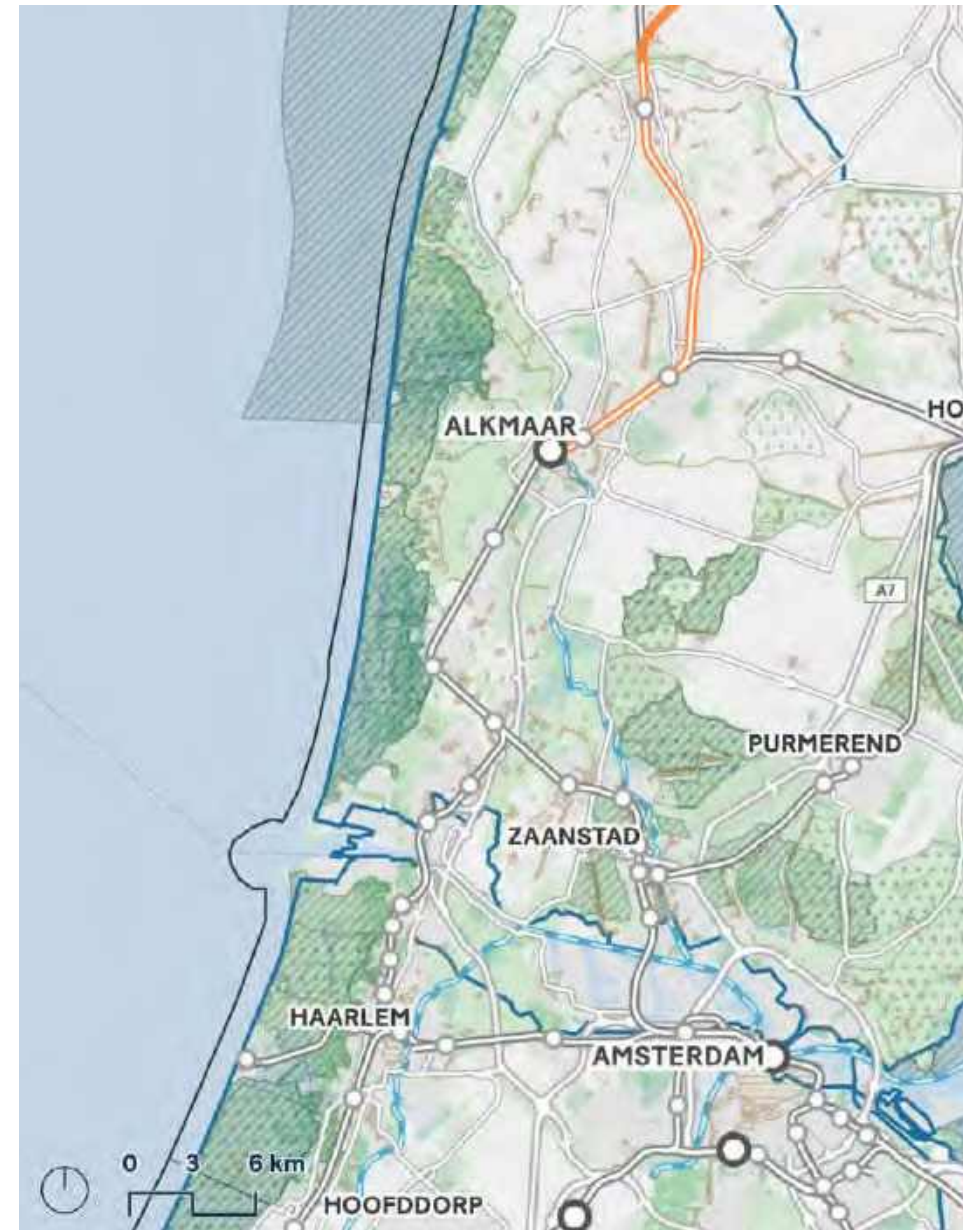 ALKMAAR
HO
A7
PURMEREND
ZAANSTAD
HAARLEM
AMSTERDAM
0 3 6 km
HOOFDDORP